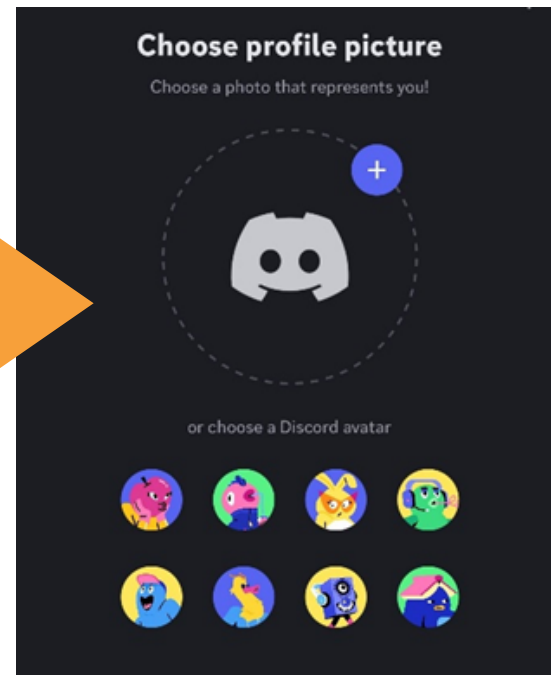 Choose profile picture
Choose a photo that represents you!
or choose a Discord avatar